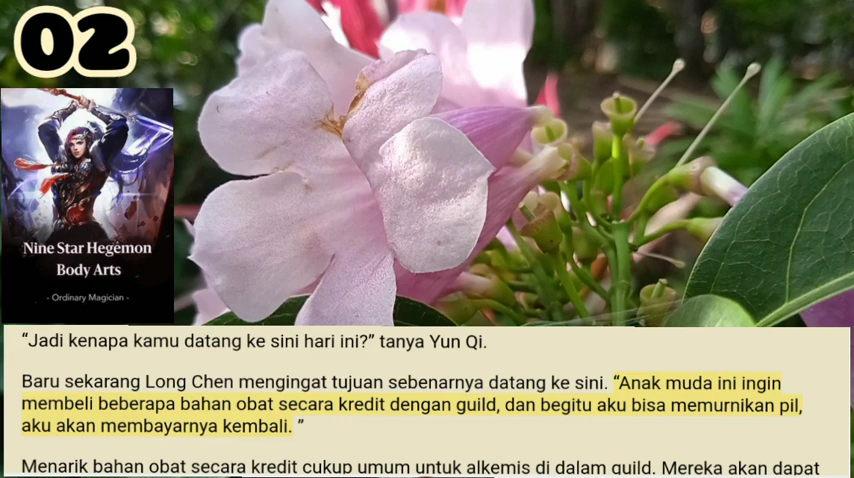 02
Nine Star Hegemon
Body Arts
- Ordinary Magician -
“Jadi kenapa kamu datang ke sini hari ini?” tanya Yun Qi.
Baru sekarang Long Chen mengingat tujuan sebenarnya datang ke sini. “Anak muda ini ingin
membeli beberapa bahan obat secara kredit dengan guild, dan begitu aku bisa memurnikan pil,
aku akan membayarnya kembali. ”
Menarik bahan obat secara kredit cukup umum untuk alkemis di dalam guild. Mereka akan dapat